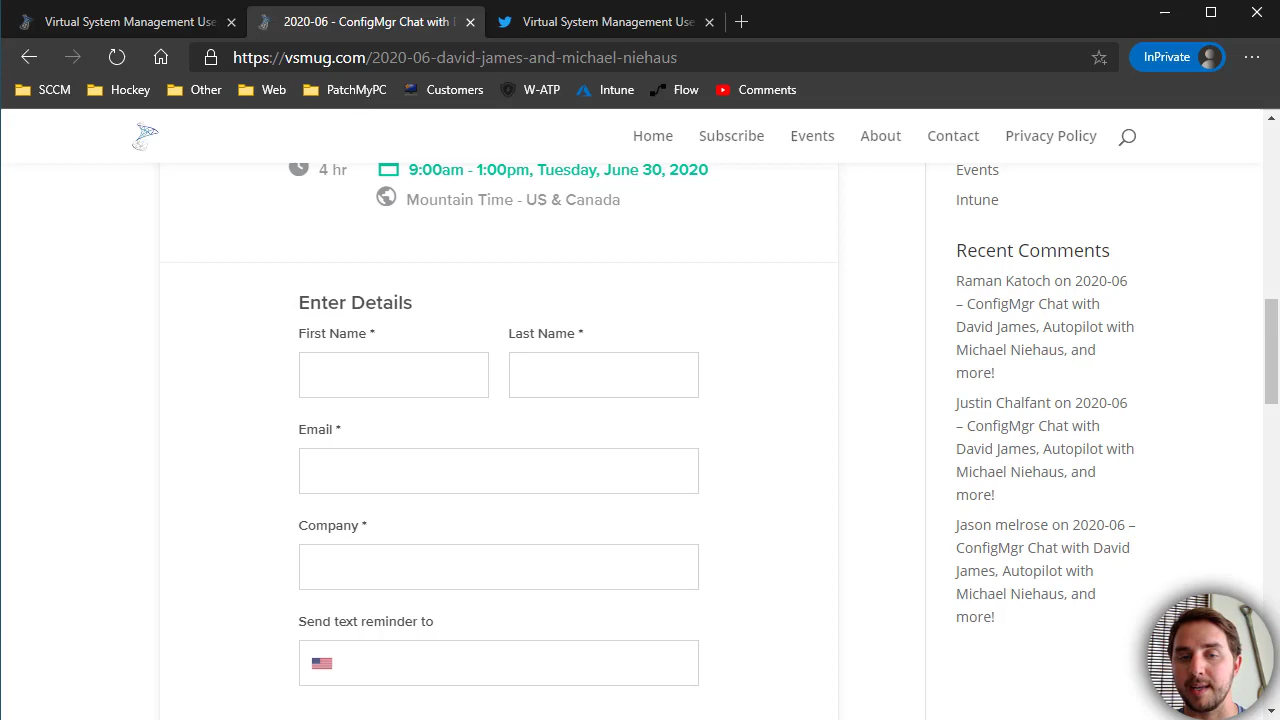 Virtual System Management Use
2020-06 - ConfigMgr Chat with
Virtual System Management Use
https://vsmug.com/2020-06-david-james-and-michael-niehaus
InPrivate
SCCM
Hockey
Other
Web
PatchMyPC
Customers
W-ATP
Intune
Flow
Comments
Home
Subscribe
Events
About
Contact
Privacy Policy
4 hr
9:00am - 1:00pm, Tuesday, June 30, 2020
Mountain Time - US & Canada
Enter Details
First Name *
Last Name *
Email *
Company *
Send text reminder to
Events
Intune
Recent Comments
Raman Katoch on 2020-06
– ConfigMgr Chat with
David James, Autopilot with
Michael Niehaus, and
more!
Justin Chalfant on 2020-06
– ConfigMgr Chat with
David James, Autopilot with
Michael Niehaus, and
more!
Jason melrose on 2020-06 –
ConfigMgr Chat with David
James, Autopilot with
Michael Niehaus, and
more!